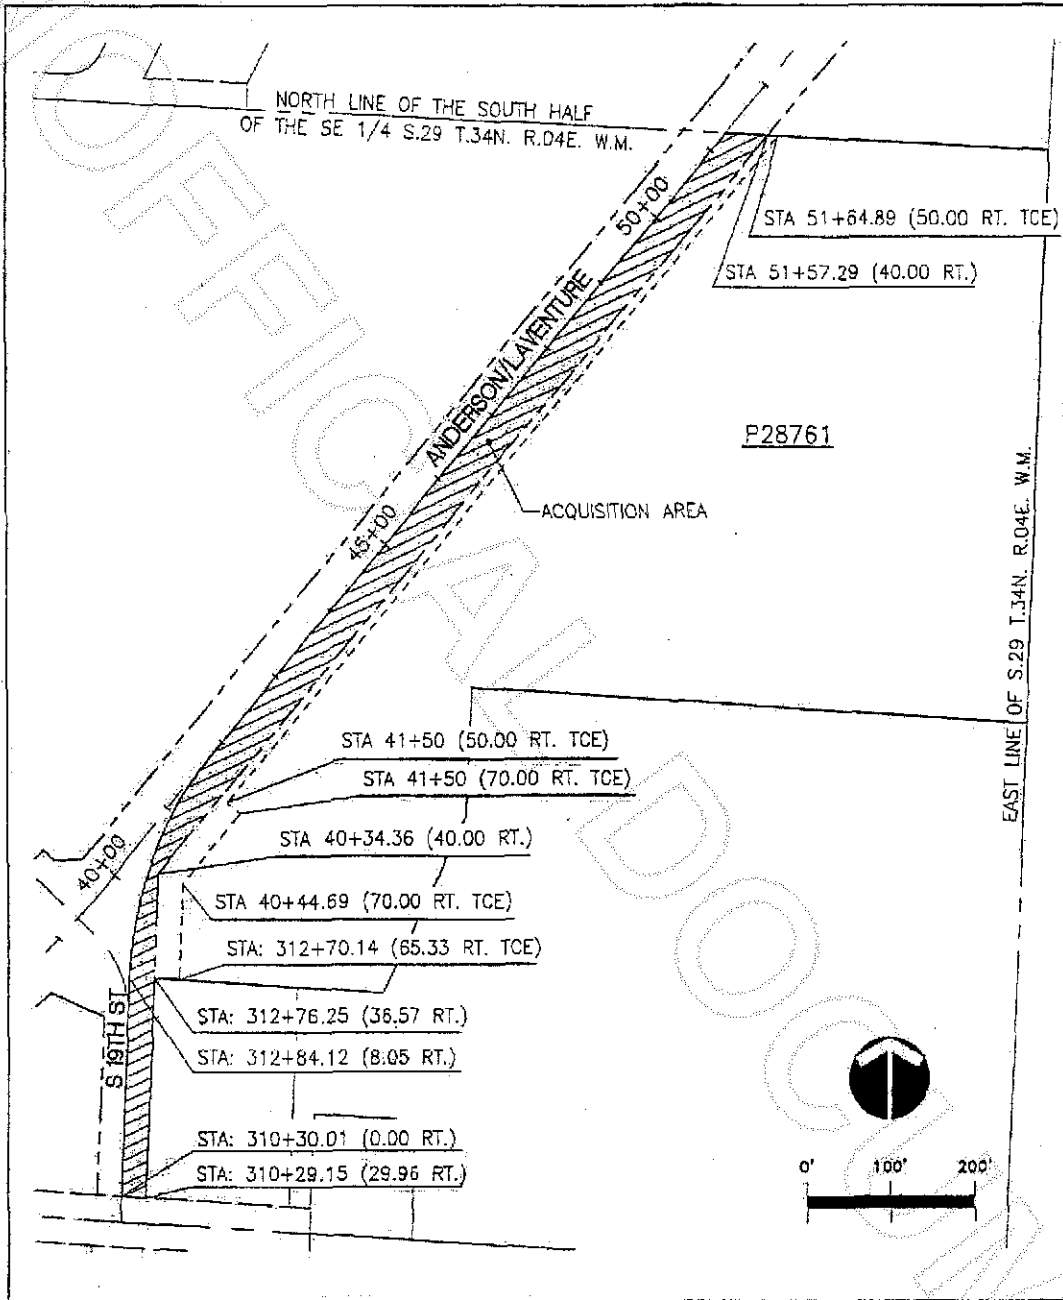 NORTH LINE OF THE SOUTH HALF
OF THE SE 1/4 S.29 T.34N. R.04E. W.M.
50+00
STA 51+64.89 (50.00 RT. TCE)
STA 51+57.29 (40.00 RT.)
ANDERSON/LAVENTURE
P28761
ACQUISITION AREA
45+00
EAST LINE OF S.29 T.34N. R.04E. W.M.
STA 41+50 (50.00 RT. TCE)
STA 41+50 (70.00 RT. TCE)
STA 40+34.36 (40.00 RT.)
40+00
STA 40+44.69 (70.00 RT. TCE)
STA: 312+70.14 (65.33 RT. TCE)
STA: 312+76.25 (36.57 RT.)
S 19TH ST
STA: 312+84.12 (8.05 RT.)
STA: 310+30.01 (0.00 RT.)
STA: 310+29.15 (29.96 RT.)
0' 100' 200'
OFFICIAL DOCUM